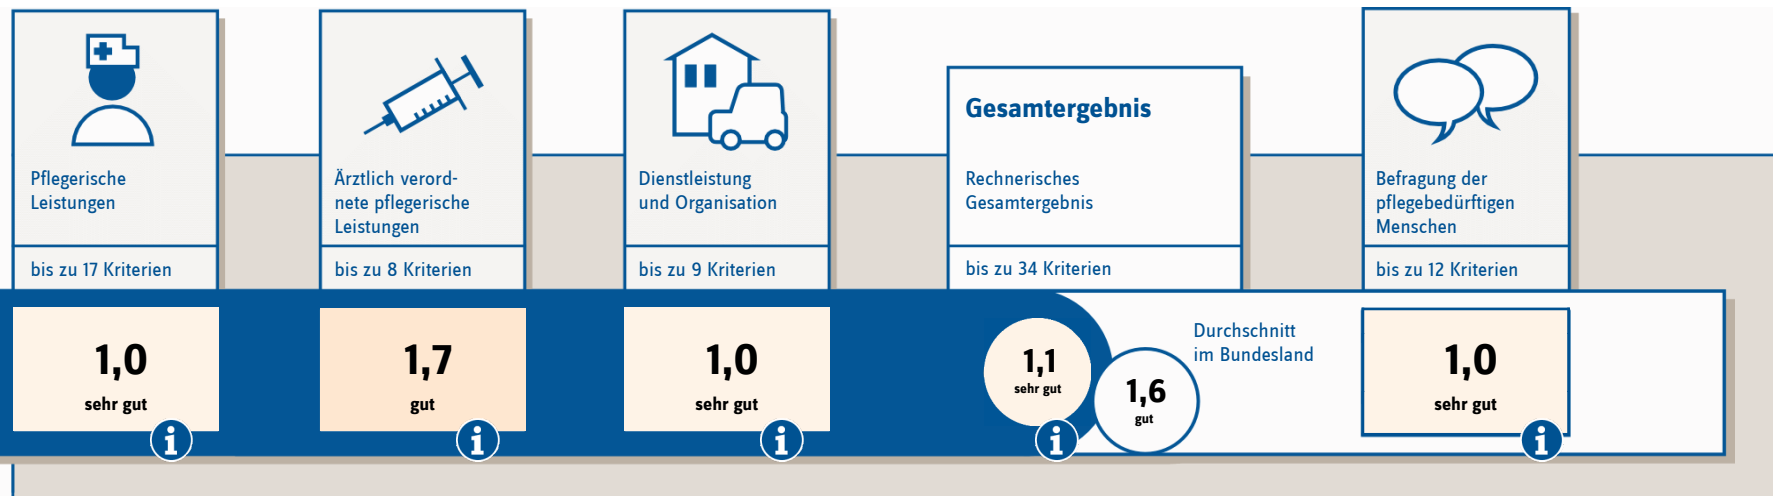 Pflegerische
Leistungen
bis zu 17 Kriterien
1,0
sehr gut
i
Ärztlich verord-
nete pflegerische
Leistungen
bis zu 8 Kriterien
1,7
gut
i
Dienstleistung
und Organisation
bis zu 9 Kriterien
1,0
sehr gut
i
Gesamtergebnis
Rechnerisches
Gesamtergebnis
bis zu 34 Kriterien
1,1
sehr gut
i
1,6
gut
Durchschnitt
im Bundesland
Befragung der
pflegebedürftigen
Menschen
bis zu 12 Kriterien
1,0
sehr gut
i